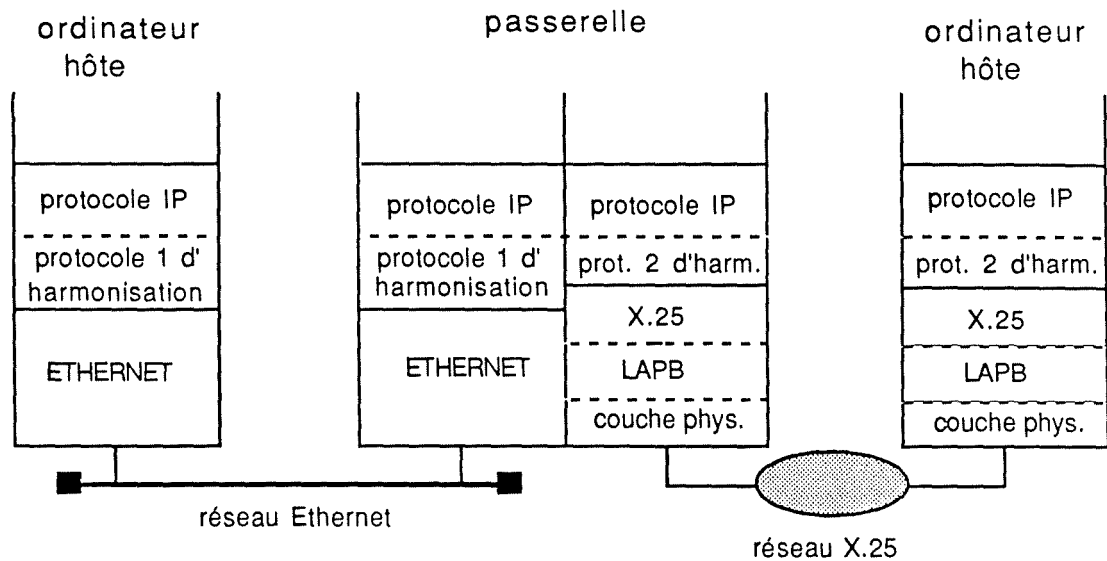 ordinateur
hôte
passerelle
ordinateur
hôte
protocole IP
protocole 1 d'
harmonisation
ETHERNET
protocole IP
protocole 1 d'
harmonisation
ETHERNET
protocole IP
prot. 2 d'harm.
X.25
LAPB
couche phys.
protocole IP
prot. 2 d'harm.
X.25
LAPB
couche phys.
réseau Ethernet
réseau X.25